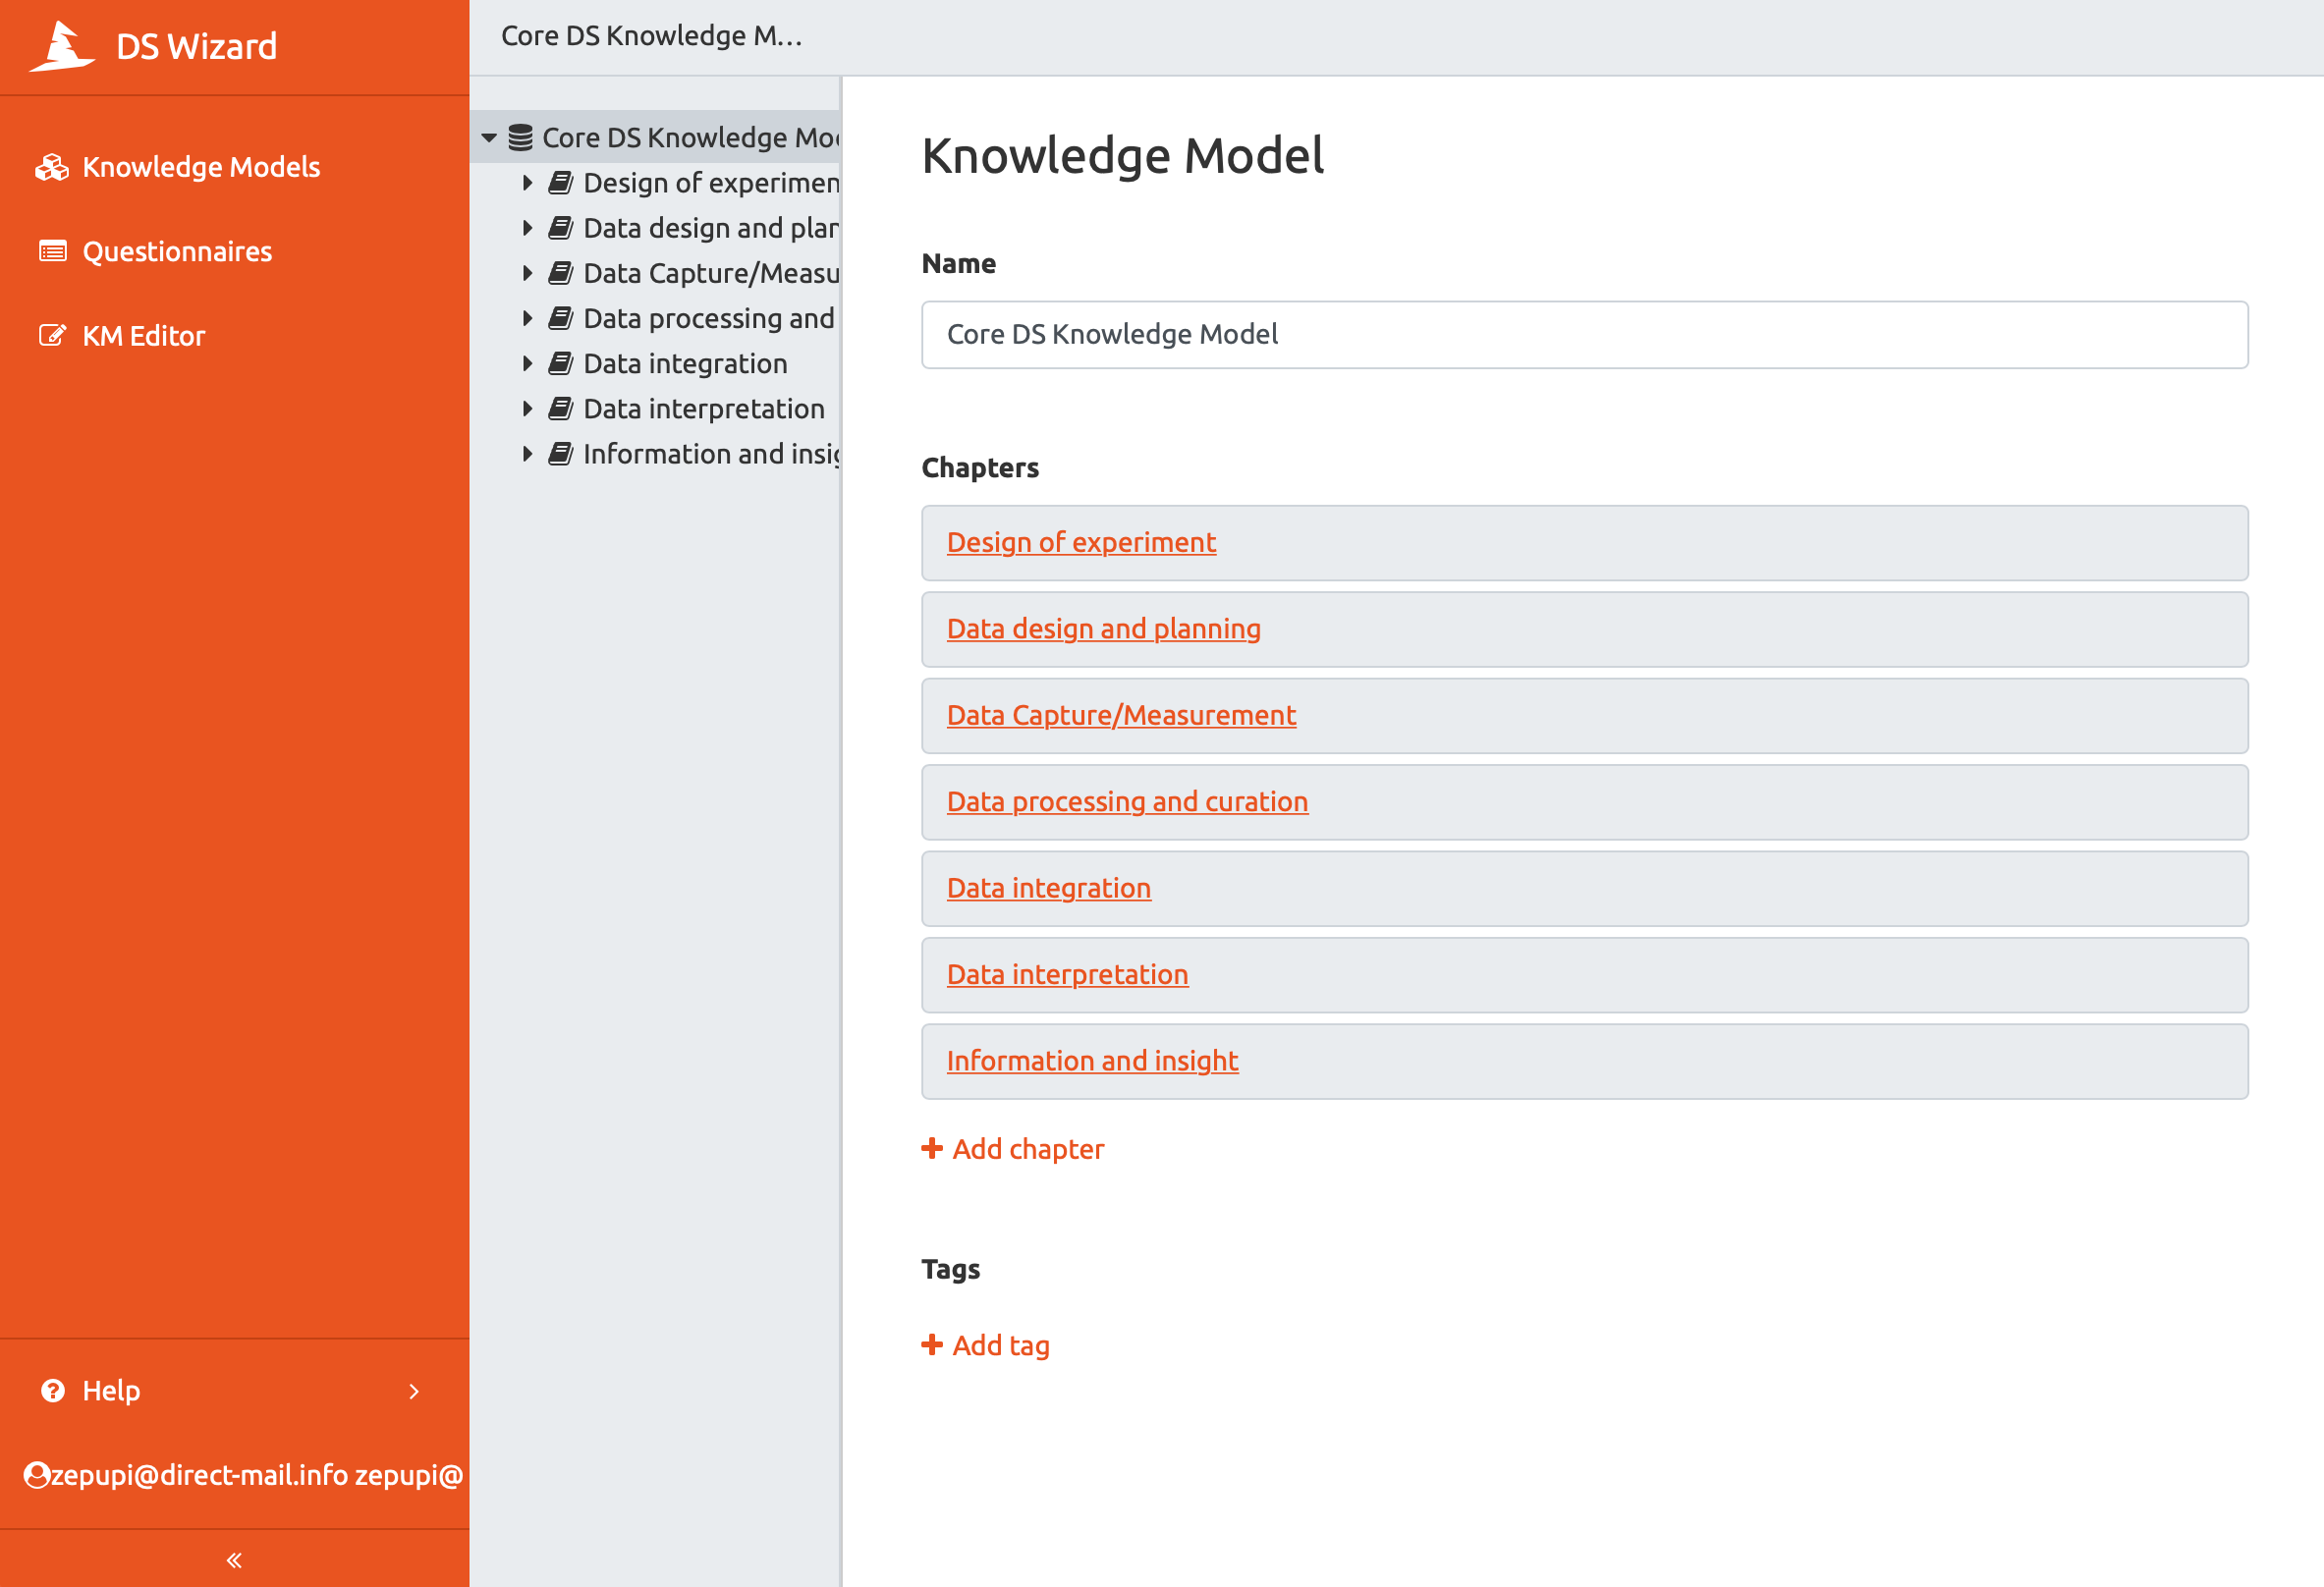 DS Wizard
Knowledge Models
Questionnaires
KM Editor
Help
zepupi@direct-mail.info zepupi@
Core DS Knowledge M...
Core DS Knowledge Mo
Design of experimen
Data design and plan
Data Capture/Measu
Data processing and
Data integration
Data interpretation
Information and insig
Knowledge Model
Name
Core DS Knowledge Model
Chapters
Design of experiment
Data design and planning
Data Capture/Measurement
Data processing and curation
Data integration
Data interpretation
Information and insight
Add chapter
Tags
Add tag